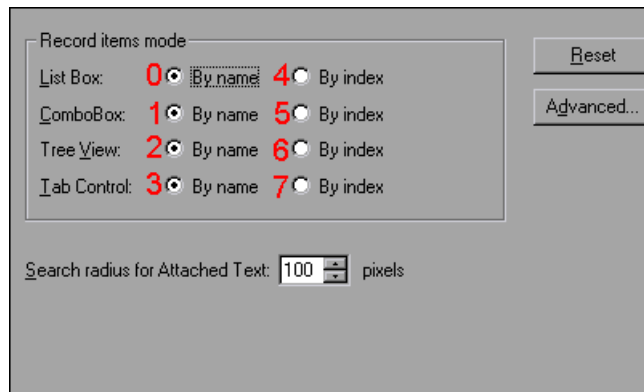 Record items mode
Reset
List Box: 0 By name 4 By index
Advanced...
ComboBox: 1 By name 5 By index
Tree View: 2 By name 6 By index
Tab Control: 3 By name 7 By index
Search radius for Attached Text: 100 pixels